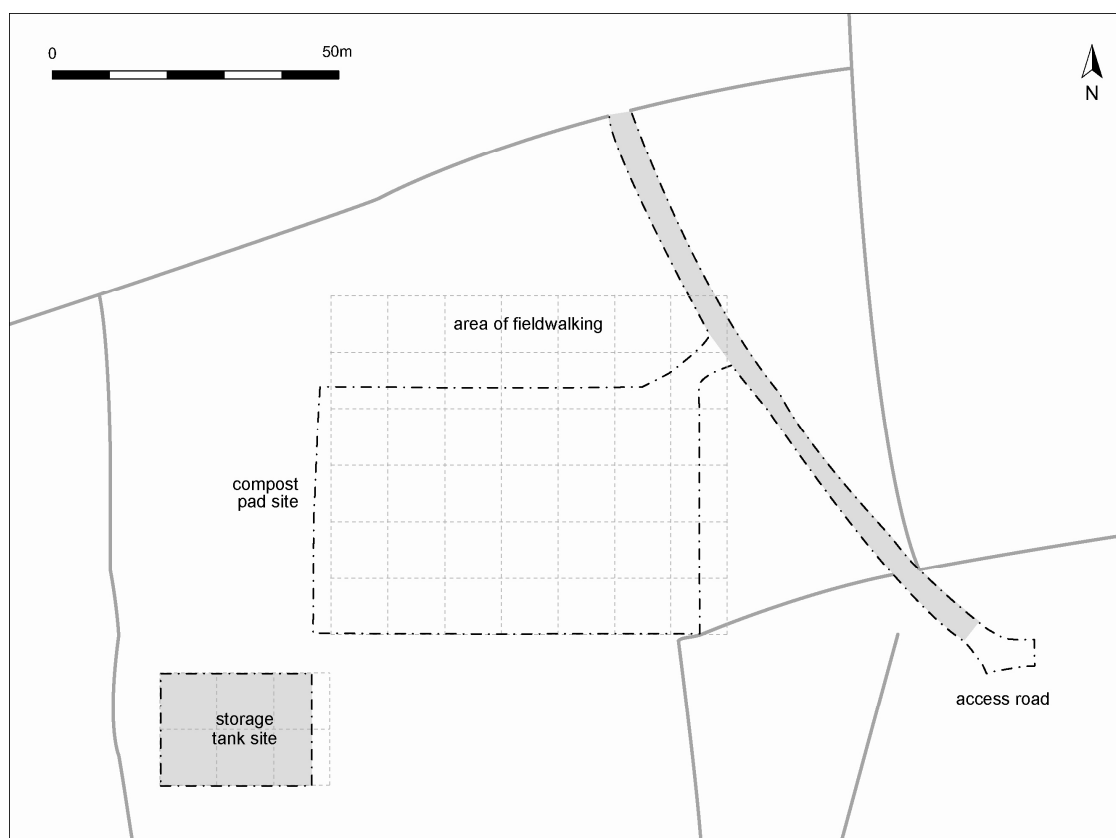 0
50m
N
area of fieldwalking
compost
pad site
storage
tank site
access road